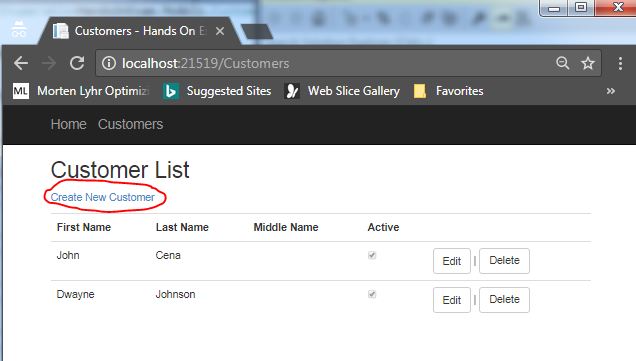 Customers - Hands On E
localhost:21519/Customers
ML Morten Lyhr Optimizi Suggested Sites Web Slice Gallery Favorites »
Home Customers
Customer List
Create New Customer
First Name Last Name Middle Name Active
John Cena Edit | Delete
Dwayne Johnson Edit | Delete